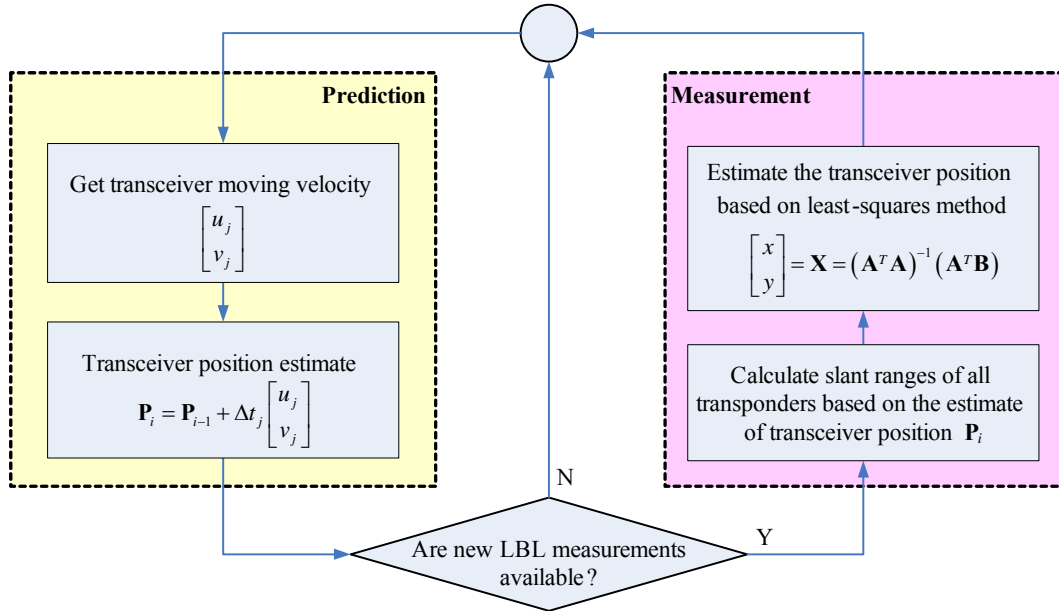 Prediction
Get transceiver moving velocity
[u_j
v_j]
Transceiver position estimate
P_i = P_{i-1} + Δt_j [u_j
v_j]
Are new LBL measurements
available?
N
Y
Measurement
Estimate the transceiver position
based on least-squares method
[x
y] = X = (A^T A)^{-1} (A^T B)
Calculate slant ranges of all
transponders based on the estimate
of transceiver position P_i